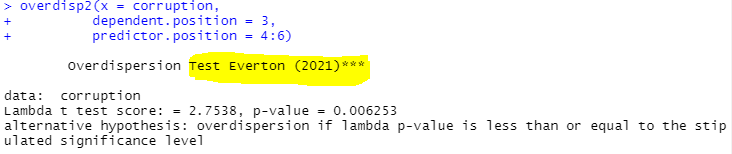 > overdisp2(x = corruption,
+ dependent.position = 3,
+ predictor.position = 4:6)
Overdispersion Test Everton (2021)***
data: corruption
Lambda t test score: = 2.7538, p-value = 0.006253
alternative hypothesis: overdispersion if lambda p-value is less than or equal to the stip
ulated significance level